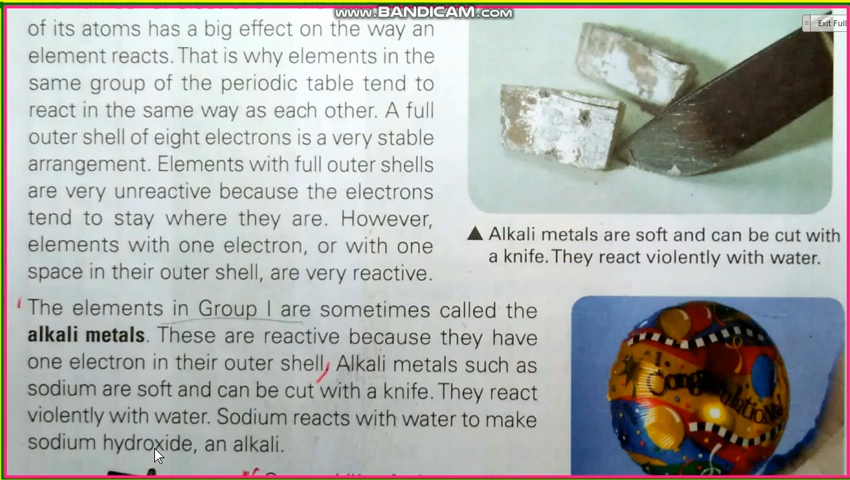 www.BANDICAM.com
Exit Full
of its atoms has a big effect on the way an
element reacts. That is why elements in the
same group of the periodic table tend to
react in the same way as each other. A full
outer shell of eight electrons is a very stable
arrangement. Elements with full outer shells
are very unreactive because the electrons
tend to stay where they are. However,
elements with one electron, or with one
space in their outer shell, are very reactive.
▲ Alkali metals are soft and can be cut with
a knife. They react violently with water.
The elements in Group I are sometimes called the
alkali metals. These are reactive because they have
one electron in their outer shell, Alkali metals such as
sodium are soft and can be cut with a knife. They react
violently with water. Sodium reacts with water to make
sodium hydroxide, an alkali.
Congratulations